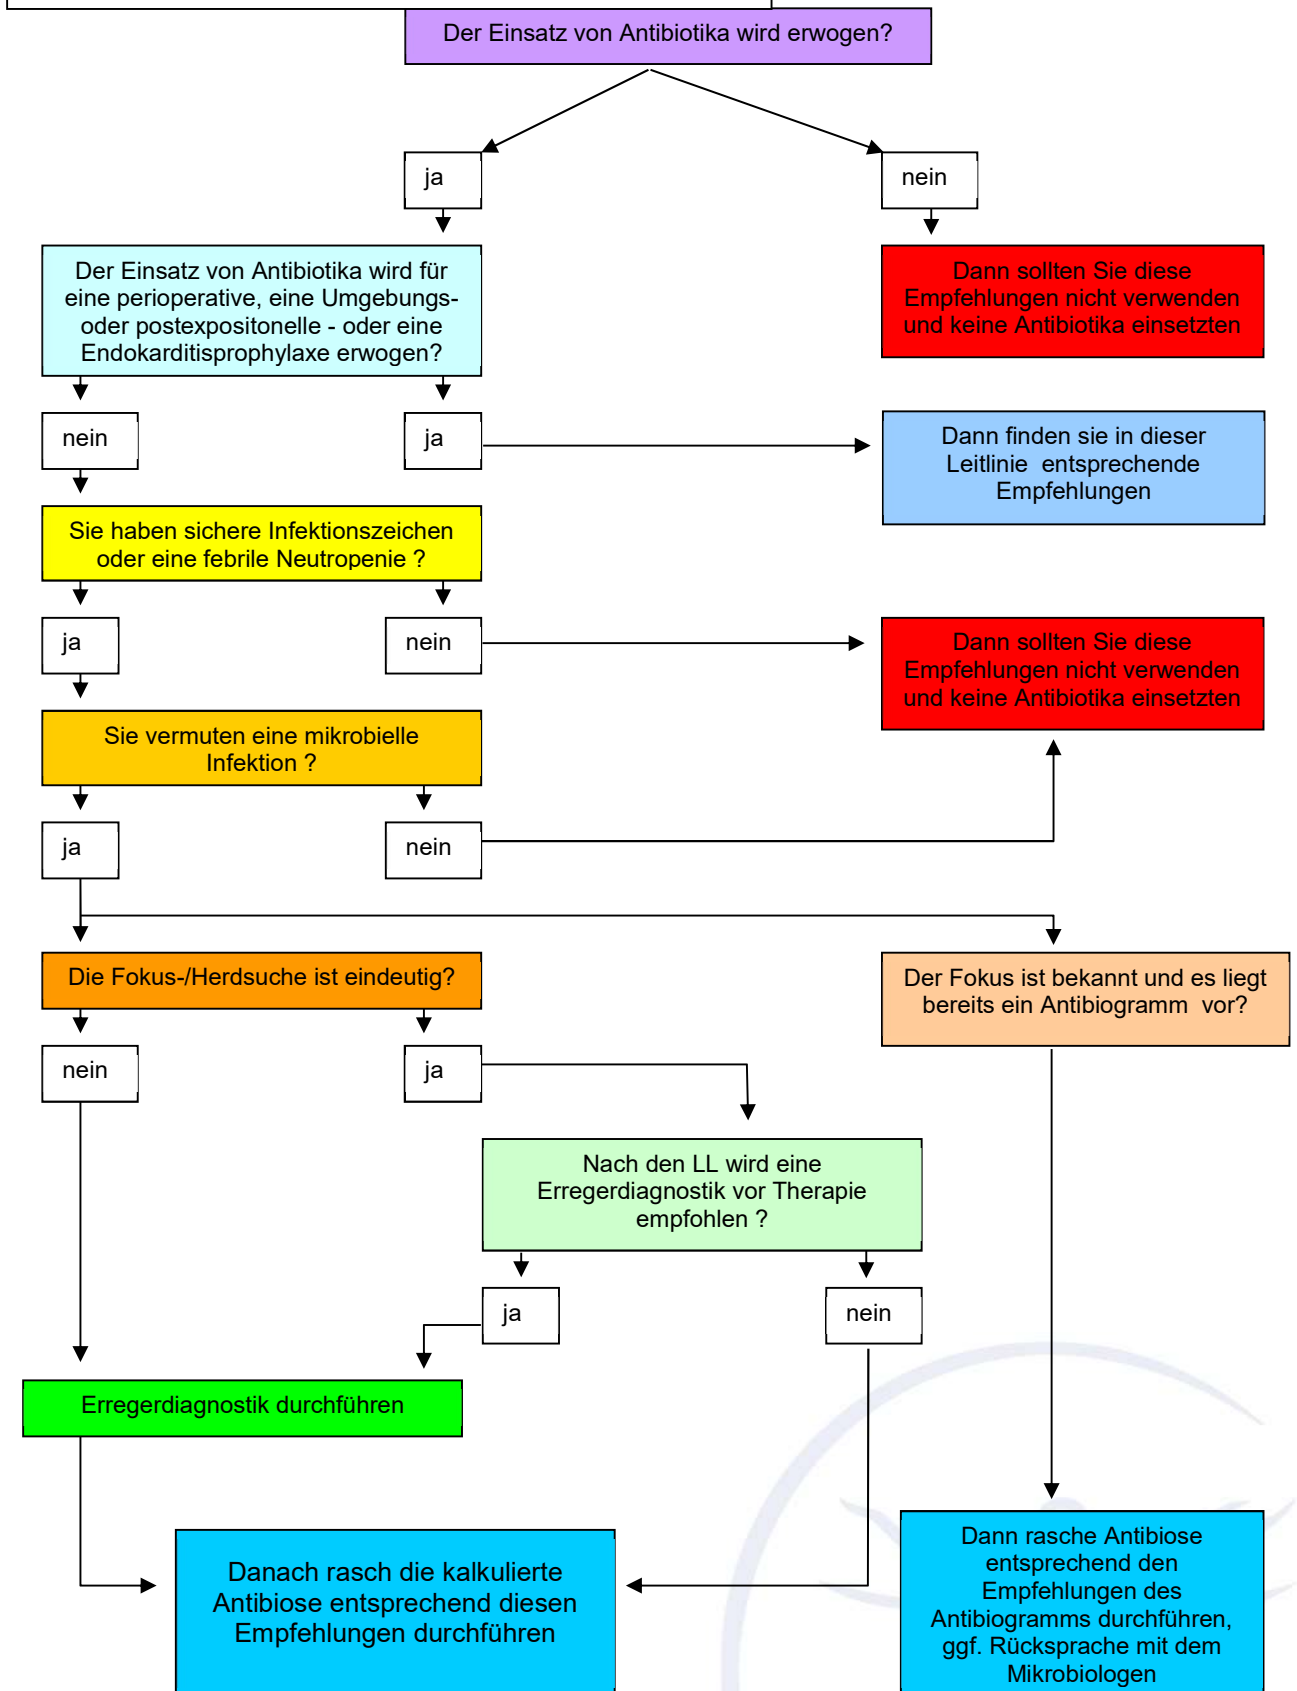 Der Einsatz von Antibiotika wird erwogen?
ja
nein
Der Einsatz von Antibiotika wird für
eine perioperative, eine Umgebungs-
oder postexpositonelle - oder eine
Endokarditisprophylaxe erwogen?
Dann sollten Sie diese
Empfehlungen nicht verwenden
und keine Antibiotika einsetzten
nein
ja
Dann finden sie in dieser
Leitlinie entsprechende
Empfehlungen
Sie haben sichere Infektionszeichen
oder eine febrile Neutropenie ?
ja
nein
Dann sollten Sie diese
Empfehlungen nicht verwenden
und keine Antibiotika einsetzten
Sie vermuten eine mikrobielle
Infektion ?
ja
nein
Die Fokus-/Herdsuche ist eindeutig?
Der Fokus ist bekannt und es liegt
bereits ein Antibiogramm vor?
nein
ja
Nach den LL wird eine
Erregerdiagnostik vor Therapie
empfohlen ?
ja
nein
Erregerdiagnostik durchführen
Danach rasch die kalkulierte
Antibiose entsprechend diesen
Empfehlungen durchführen
Dann rasche Antibiose
entsprechend den
Empfehlungen des
Antibiogramms durchführen,
ggf. Rücksprache mit dem
Mikrobiologen